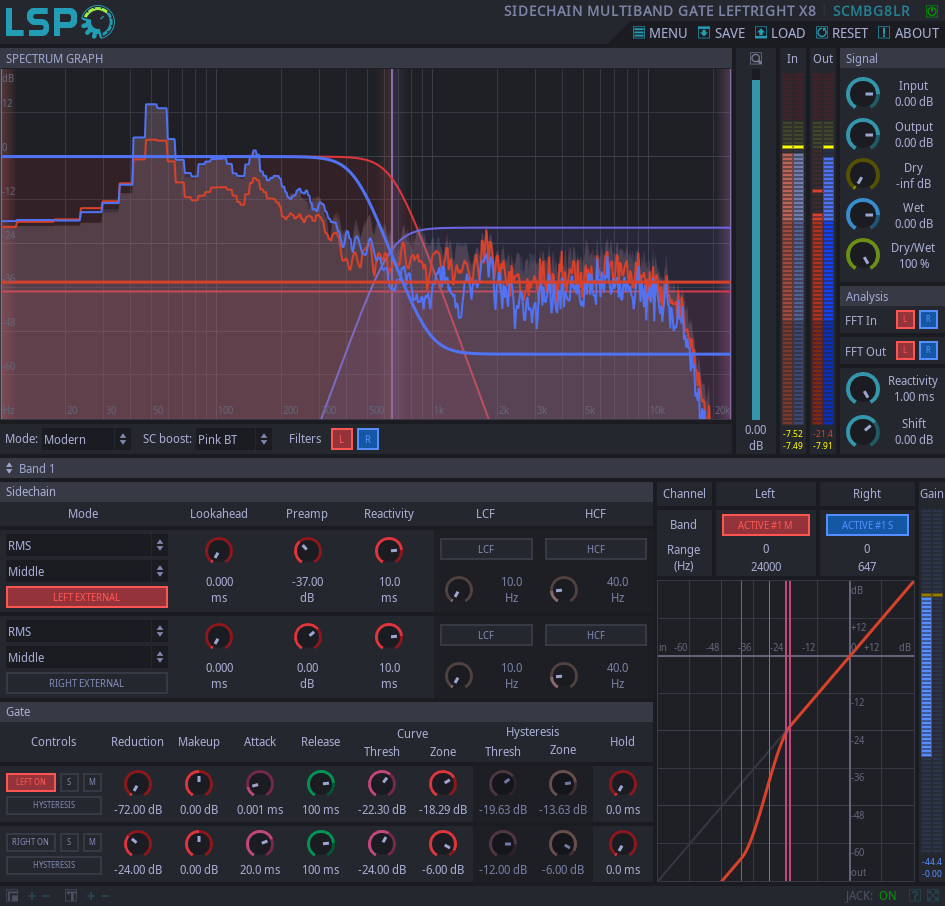 LSP
SIDECHAIN MULTIBAND GATE LEFTRIGHT X8 SCMBG8LR
MENU SAVE LOAD RESET ABOUT
SPECTRUM GRAPH
dB
12
0
-12
-24
-36
-48
-60
Hz 20 30 50 100 200 300 500 1k 2k 3k 5k 10k 20k
0.00
dB
In Out
-7.52 -21.4
-7.49 -7.91
Signal
Input
0.00 dB
Output
0.00 dB
Dry
-inf dB
Wet
0.00 dB
Dry/Wet
100 %
Analysis
FFT In L R
FFT Out L R
Reactivity
1.00 ms
Shift
0.00 dB
Mode: Modern SC boost: Pink BT Filters L R
Band 1
Sidechain
Mode Lookahead Preamp Reactivity LCF HCF
RMS
Middle
LEFT EXTERNAL
0.000 -37.00 10.0
ms dB ms
LCF HCF
10.0 40.0
Hz Hz
RMS
Middle
RIGHT EXTERNAL
0.000 0.00 10.0
ms dB ms
LCF HCF
10.0 40.0
Hz Hz
Gate
Controls Reduction Makeup Attack Release Curve Hysteresis Hold
Thresh Zone Thresh Zone
LEFT ON S M
HYSTERESIS
-72.00 dB 0.00 dB 0.001 ms 100 ms -22.30 dB -18.29 dB -19.63 dB -13.63 dB 0.0 ms
RIGHT ON S M
HYSTERESIS
-24.00 dB 0.00 dB 20.0 ms 100 ms -24.00 dB -6.00 dB -12.00 dB -6.00 dB 0.0 ms
Channel Left Right Gain
Band ACTIVE #1 M ACTIVE #1 S
Range 0 0
(Hz) 24000 647
dB
+12
in -60 -48 -36 -24 -12 0 +12 dB
-12
-24
-36
-48
-60
out
-44.4
-0.00
JACK: ON